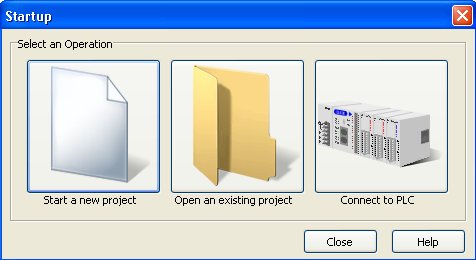 Startup
Select an Operation
Start a new project
Open an existing project
Connect to PLC
Close
Help